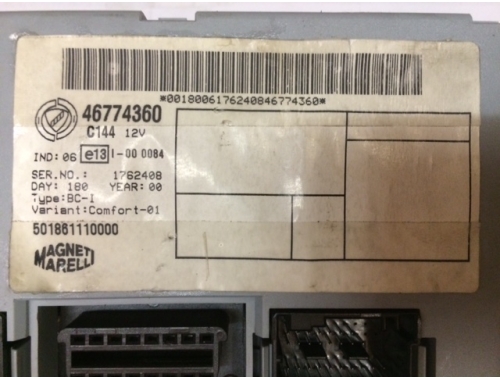 *0018006176240846774360*
46774360
C144 12V
IND: 06 e13 I-00 0084
SER.NO.: 1762408
DAY: 180 YEAR: 00
Type:BC-I
Variant:Comfort-01
501861110000
MAGNETI
MARELLI